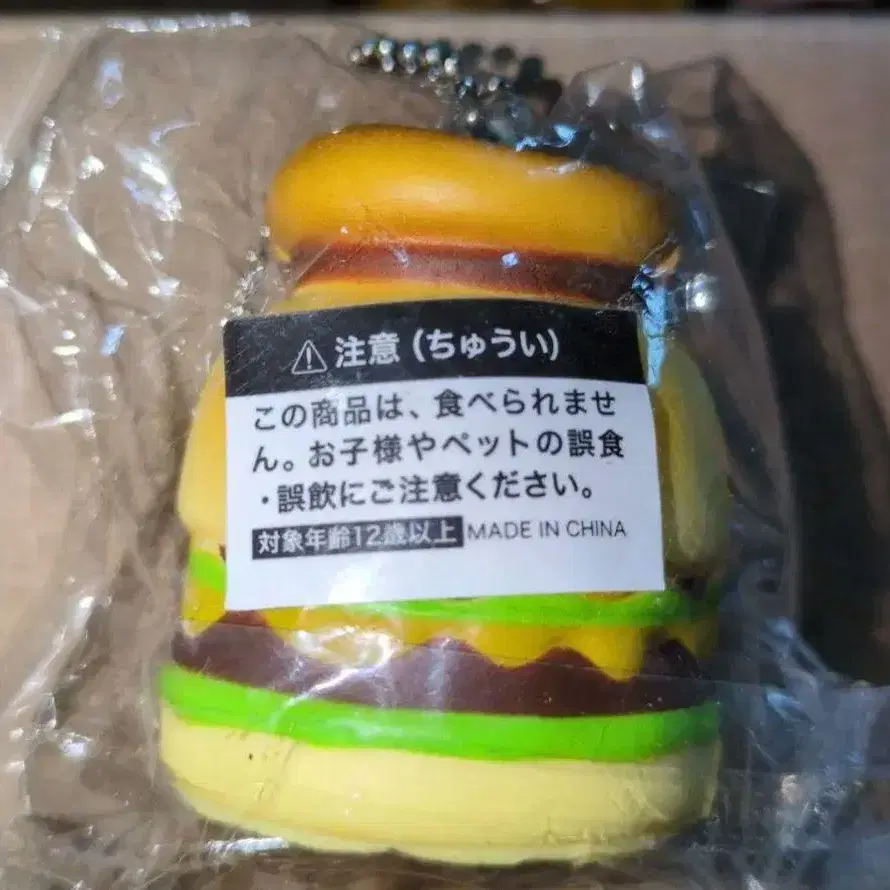 ⚠ 注意 (ちゅうい)
この商品は、食べられませ
ん。お子様やペットの誤食
・誤飲にご注意ください。
対象年齢12歳以上 MADE IN CHINA